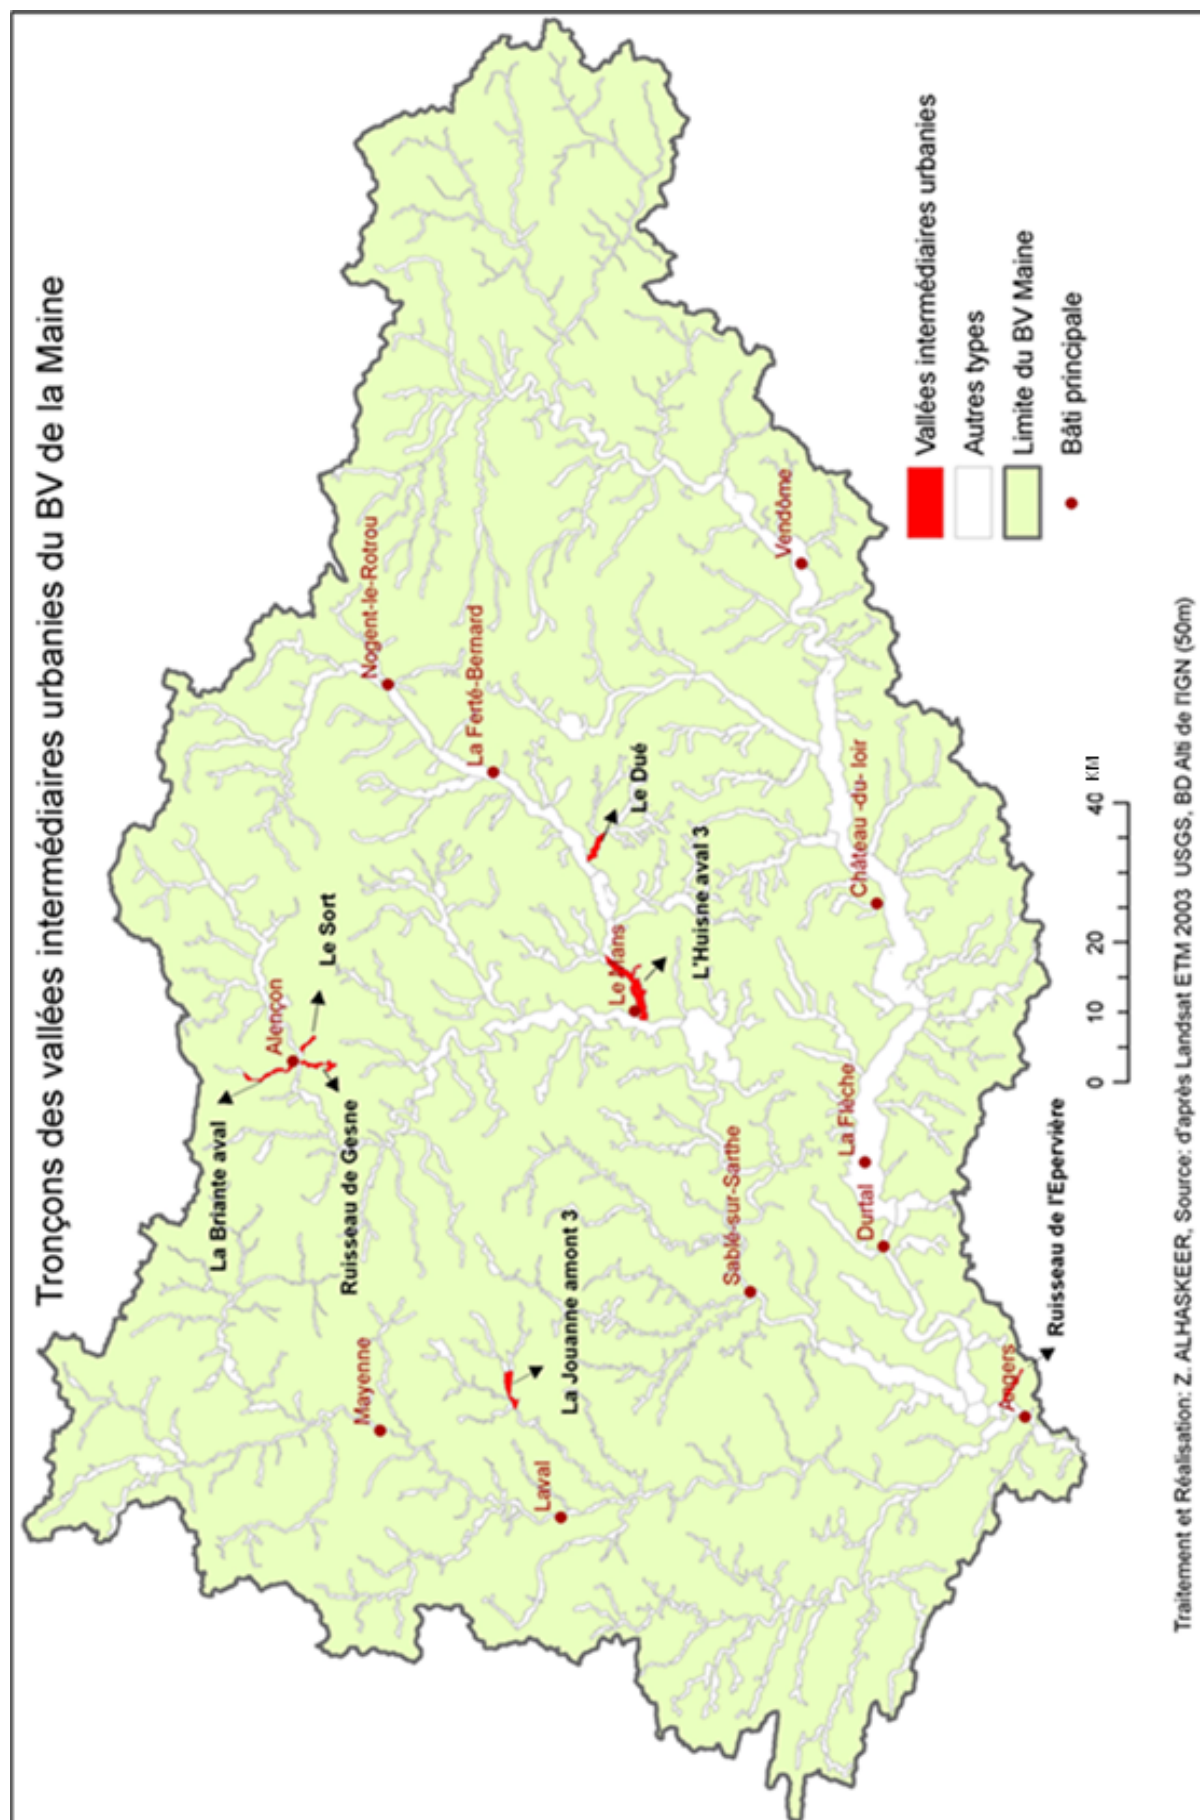 Tronçons des vallées intermédiaires urbanies du BV de la Maine
La Briante aval
Alençon
Le Sort
Ruisseau de Gesne
Mayenne
Nogent-le-Rotrou
La Ferté-Bernard
La Jouanne amont 3
Laval
Le Dué
Le Mans
L'Huisne aval 3
Sablé-sur-Sarthe
Vendôme
La Flèche
Château -du- loir
Durtal
Angers
Ruisseau de l'Epervière
Vallées intermédiaires urbanies
Autres types
Limite du BV Maine
Bâti principale
0 10 20 40 KM
Traitement et Réalisation: Z. ALHASKEER, Source: d'après Landsat ETM 2003 USGS, BD Alti de l'IGN (50m)